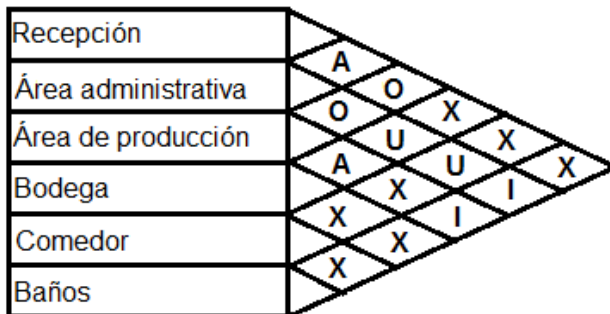 Recepción
A
Área administrativa O
O X
Área de producción U X
A U X
Bodega X I
X I
Comedor X
X
Baños